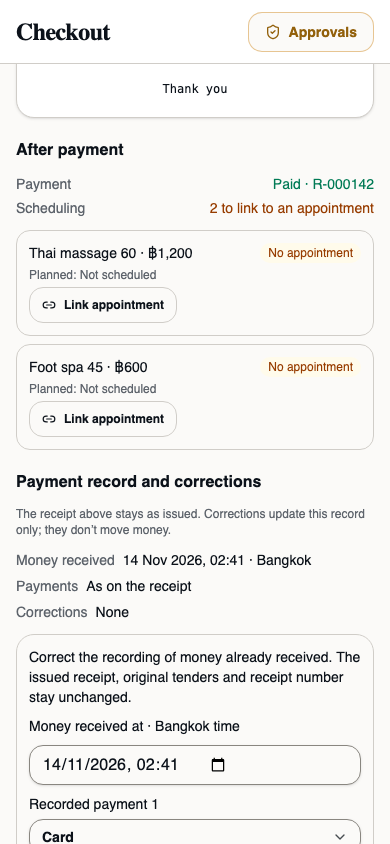 Checkout
Approvals
Thank you
After payment
Payment
Paid · R-000142
Scheduling
2 to link to an appointment
Thai massage 60 · ฿1,200
No appointment
Planned: Not scheduled
Link appointment
Foot spa 45 · ฿600
No appointment
Planned: Not scheduled
Link appointment
Payment record and corrections
The receipt above stays as issued. Corrections update this record
only; they don’t move money.
Money received 14 Nov 2026, 02:41 · Bangkok
Payments As on the receipt
Corrections None
Correct the recording of money already received. The
issued receipt, original tenders and receipt number
stay unchanged.
Money received at · Bangkok time
14/11/2026, 02:41
Recorded payment 1
Card